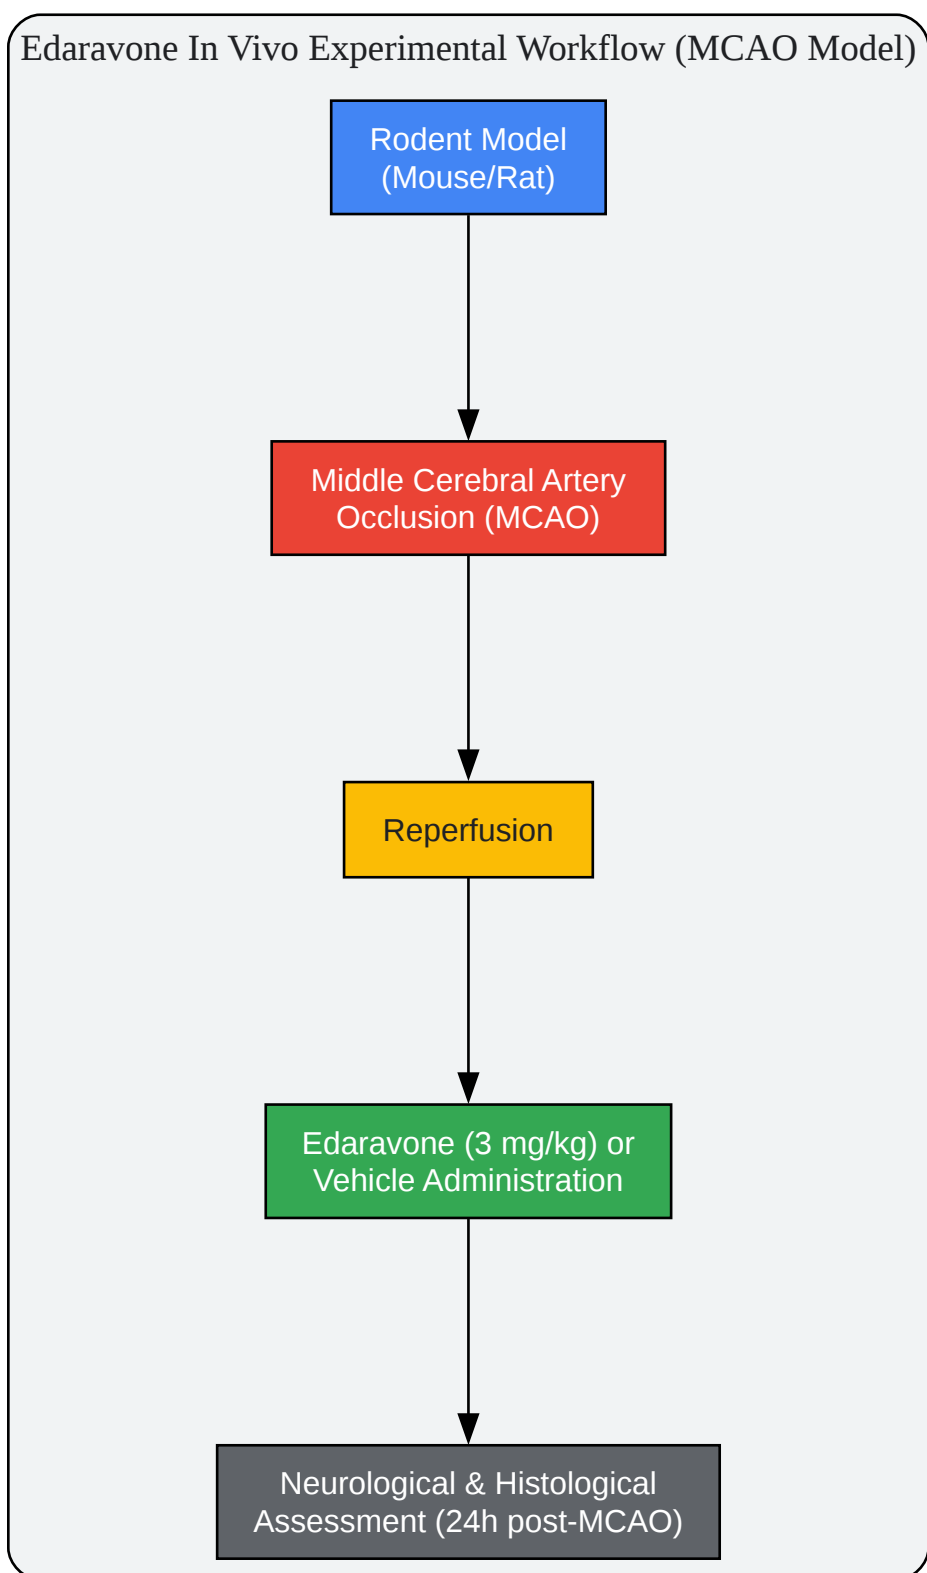 Edaravone In Vivo Experimental Workflow (MCAO Model)
Rodent Model
(Mouse/Rat)
Middle Cerebral Artery
Occlusion (MCAO)
Reperfusion
Edaravone (3 mg/kg) or
Vehicle Administration
Neurological & Histological
Assessment (24h post-MCAO)